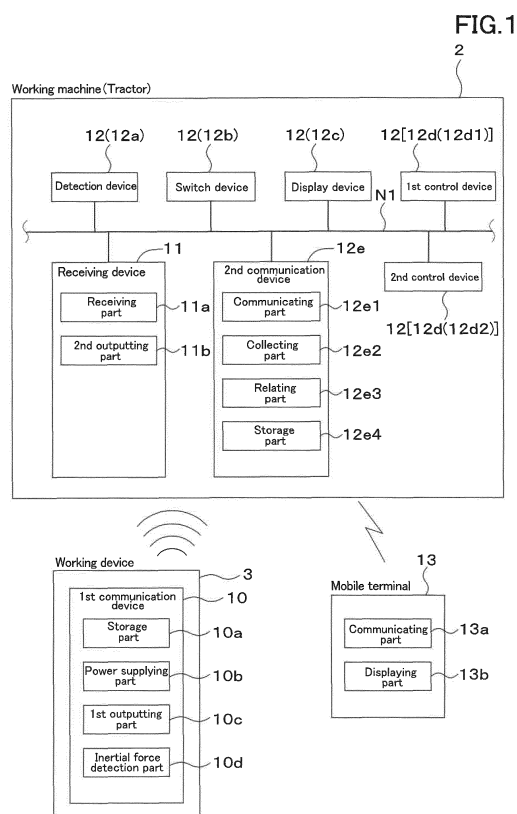 FIG.1
2
Working machine(Tractor)
12(12a)
12(12b)
12(12c)
12[12d(12d1)]
Detection device
Switch device
Display device
1st control device
N1
11
12e
Receiving device
2nd communication
device
2nd control device
Receiving
part
11a
Communicating
part
12e1
12[12d(12d2)]
2nd outputting
part
11b
Collecting
part
12e2
Relating
part
12e3
Storage
part
12e4
Working device
3
1st communication
device
10
Storage
part
10a
Power supplying
part
10b
1st outputting
part
10c
Inertial force
detection part
10d
Mobile terminal
13
Communicating
part
13a
Displaying
part
13b